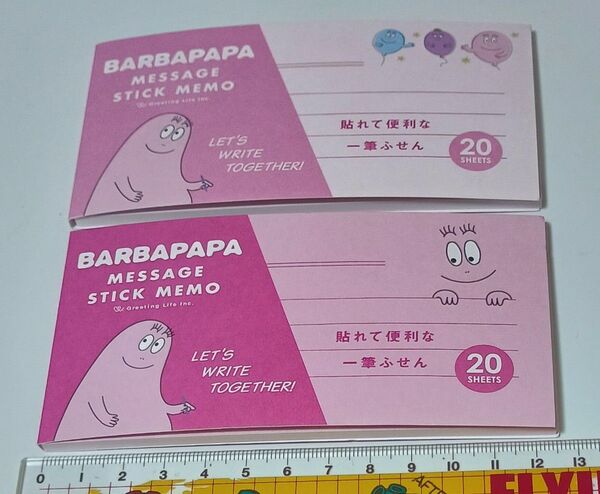 BARBAPAPA
MESSAGE
STICK MEMO
Greeting Life Inc.
LET'S
WRITE
TOGETHER!
貼れて便利な
一筆ふせん
20
SHEETS
BARBAPAPA
MESSAGE
STICK MEMO
Greeting Life Inc.
LET'S
WRITE
TOGETHER!
貼れて便利な
一筆ふせん
20
SHEETS
0 1 2 3 4 5 6 7 8 9 10 11 12 13